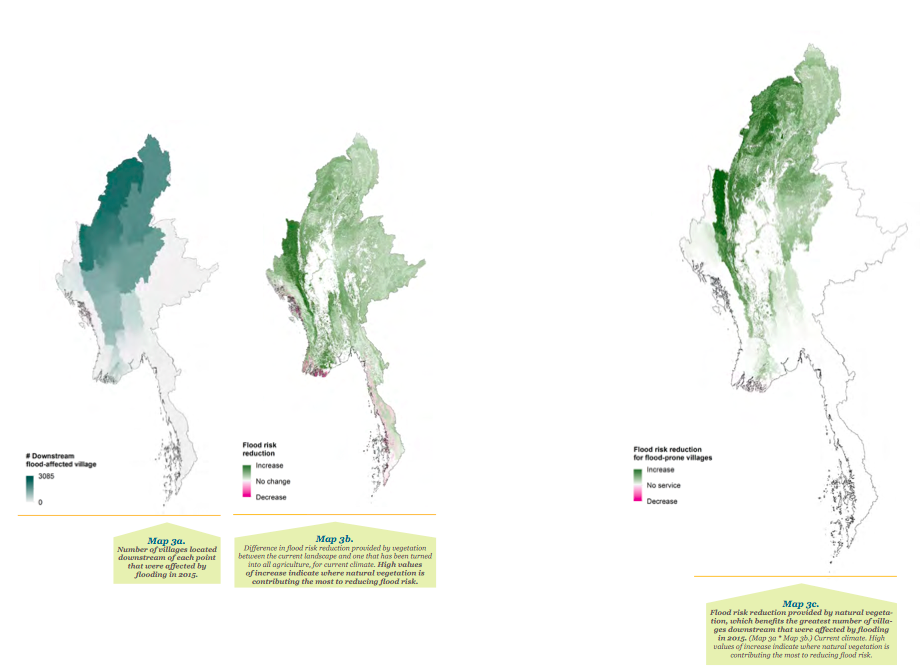 # Downstream
flood-affected village
3085
0
Map 3a.
Number of villages located
downstream of each point
that were affected by
flooding in 2015.
Flood risk
reduction
Increase
No change
Decrease
Map 3b.
Difference in flood risk reduction provided by vegetation
between the current landscape and one that has been turned
into all agriculture, for current climate. High values
of increase indicate where natural vegetation is
contributing the most to reducing flood risk.
Flood risk reduction
for flood-prone villages
Increase
No service
Decrease
Map 3c.
Flood risk reduction provided by natural vegeta-
tion, which benefits the greatest number of villa-
ges downstream that were affected by flooding
in 2015. (Map 3a * Map 3b.) Current climate. High
values of increase indicate where natural vegetation is
contributing the most to reducing flood risk.